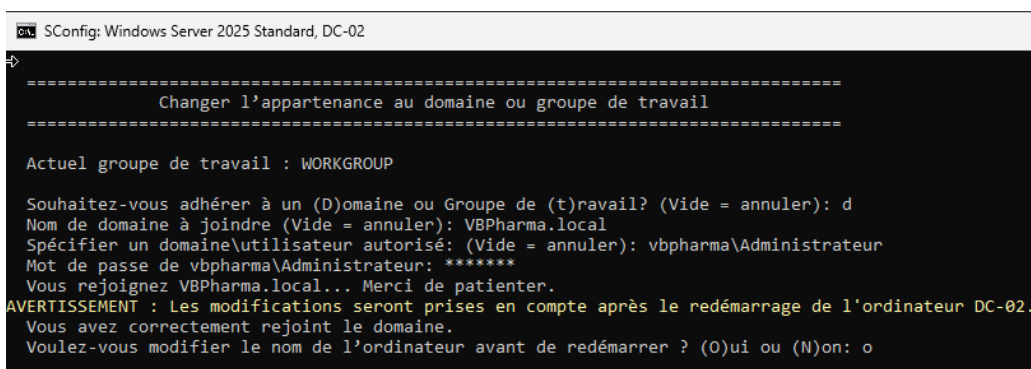 SConfig: Windows Server 2025 Standard, DC-02
================================================================================
Changer l’appartenance au domaine ou groupe de travail
================================================================================
Actuel groupe de travail : WORKGROUP
Souhaitez-vous adhérer à un (D)omaine ou Groupe de (t)ravail? (Vide = annuler): d
Nom de domaine à joindre (Vide = annuler): VBPharma.local
Spécifier un domaine\utilisateur autorisé: (Vide = annuler): vbpharma\Administrateur
Mot de passe de vbpharma\Administrateur: *******
Vous rejoignez VBPharma.local... Merci de patienter.
AVERTISSEMENT : Les modifications seront prises en compte après le redémarrage de l'ordinateur DC-02.
Vous avez correctement rejoint le domaine.
Voulez-vous modifier le nom de l’ordinateur avant de redémarrer ? (O)ui ou (N)on: o